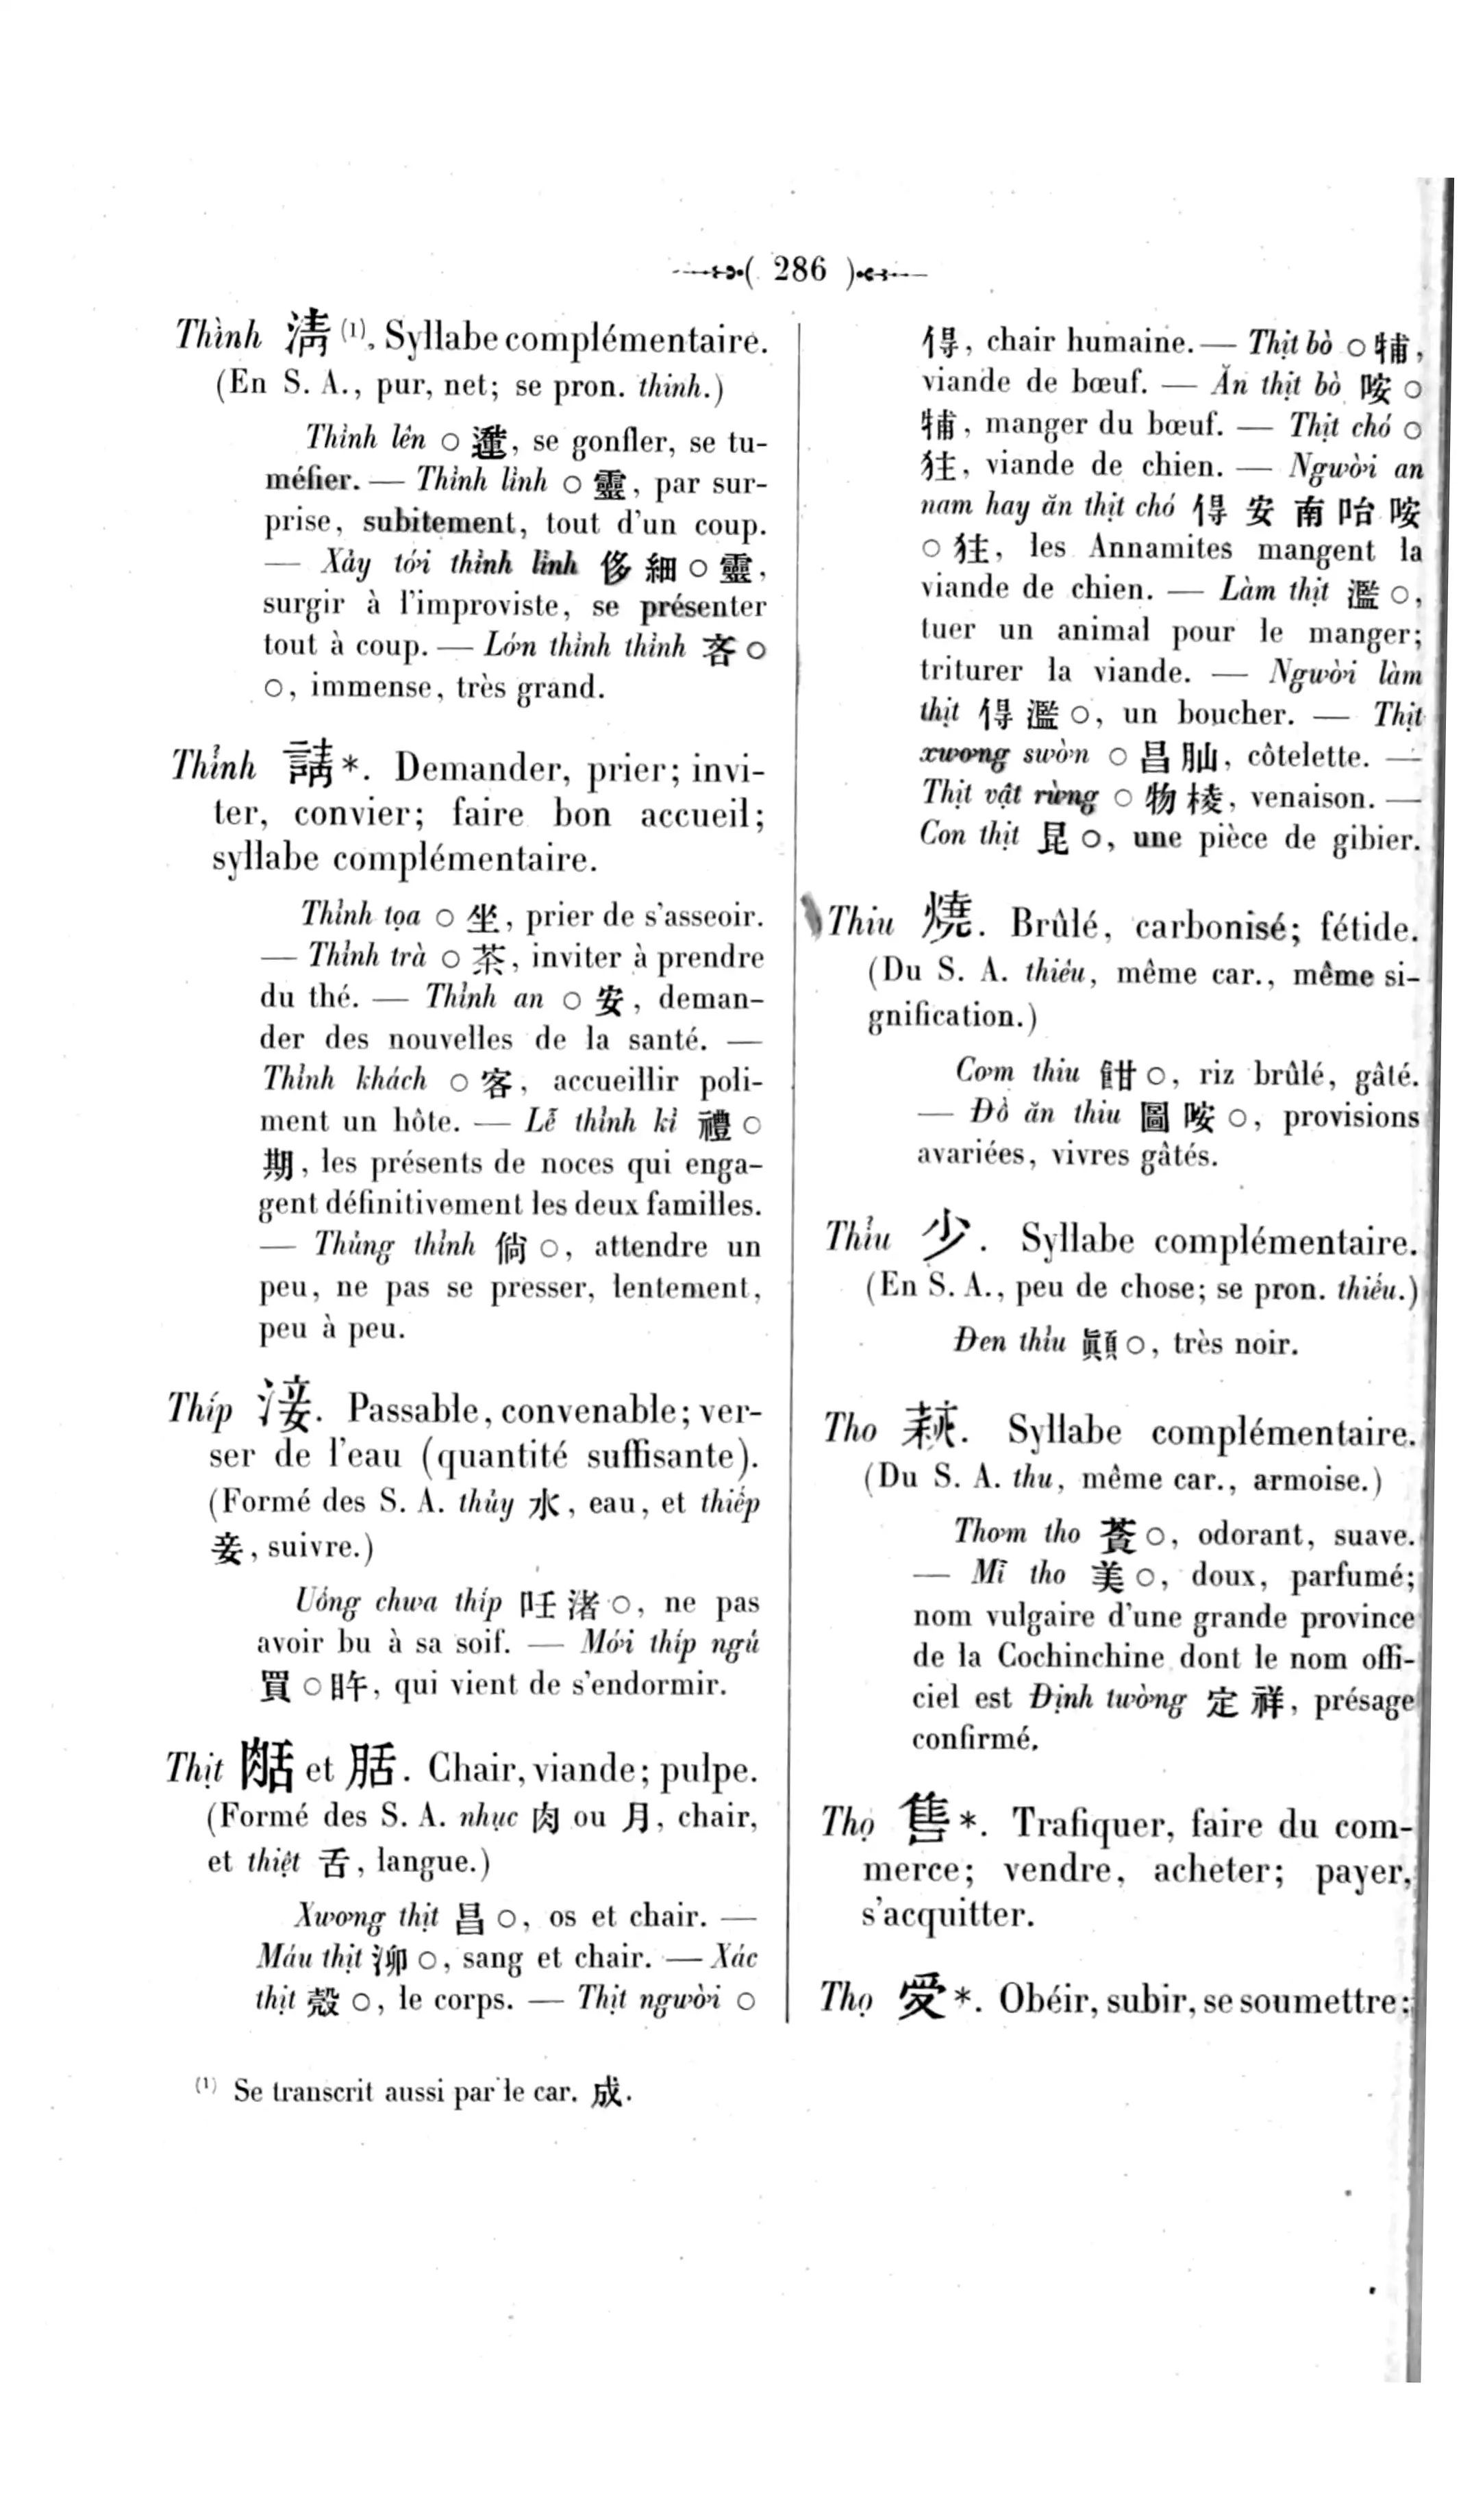 ( 286 )
Thình 淸 (1). Syllabe complémentaire.
(En S. A., pur, net; se pron. thinh.)
Thình lên ○ 𨖲, se gonfler, se tu-
méfier. — Thình lình ○ 靈, par sur-
prise, subitement, tout d'un coup.
— Xảy tới thình lình 侈 細 ○ 靈,
surgir à l'improviste, se présenter
tout à coup. — Lớn thình thình 吝 ○
○, immense, très grand.
Thỉnh 請 *. Demander, prier; invi-
ter, convier; faire bon accueil;
syllabe complémentaire.
Thỉnh tọa ○ 坐, prier de s'asseoir.
— Thỉnh trà ○ 茶, inviter à prendre
du thé. — Thỉnh an ○ 安, deman-
der des nouvelles de la santé. —
Thỉnh khách ○ 客, accueillir poli-
ment un hôte. — Lễ thỉnh kì 禮 ○
期, les présents de noces qui enga-
gent définitivement les deux familles.
— Thủng thỉnh 倘 ○, attendre un
peu, ne pas se presser, lentement,
peu à peu.
Thíp 淁. Passable, convenable; ver-
ser de l'eau (quantité suffisante).
(Formé des S. A. thủy 水, eau, et thiếp
妾, suivre.)
Uống chưa thíp 㕵 渚 ○, ne pas
avoir bu à sa soif. — Mới thíp ngủ
買 ○ 𥄭, qui vient de s'endormir.
Thịt 𦧘 et 䏦. Chair, viande; pulpe.
(Formé des S. A. nhục 肉 ou 月, chair,
et thiệt 舌, langue.)
Xương thịt 昌 ○, os et chair. —
Máu thịt 泖 ○, sang et chair. — Xác
thịt 殼 ○, le corps. — Thịt người ○
(1) Se transcrit aussi par le car. 成.
𠊛, chair humaine. — Thịt bò ○ 𤙭,
viande de bœuf. — Ăn thịt bò 咹 ○
𤙭, manger du bœuf. — Thịt chó ○
㹥, viande de chien. — Người an
nam hay ăn thịt chó 𠊛 安 南 咍 咹
○ 㹥, les Annamites mangent la
viande de chien. — Làm thịt 濫 ○,
tuer un animal pour le manger;
triturer la viande. — Người làm
thịt 𠊛 濫 ○, un boucher. — Thịt
xương sườn ○ 昌 𦘹, côtelette. —
Thịt vật rừng ○ 物 棱, venaison. —
Con thịt 昆 ○, une pièce de gibier.
Thiu 燒. Brûlé, carbonisé; fétide.
(Du S. A. thiêu, même car., même si-
gnification.)
Cơm thiu 䊔 ○, riz brûlé, gâté.
— Đồ ăn thiu 圖 咹 ○, provisions
avariées, vivres gâtés.
Thỉu 少. Syllabe complémentaire.
(En S. A., peu de chose; se pron. thiếu.)
Đen thỉu 顚 ○, très noir.
Tho 萩. Syllabe complémentaire.
(Du S. A. thu, même car., armoise.)
Thơm tho 薋 ○, odorant, suave.
— Mĩ tho 美 ○, doux, parfumé;
nom vulgaire d'une grande province
de la Cochinchine dont le nom offi-
ciel est Định tường 定 祥, présage
confirmé.
Thọ 售 *. Trafiquer, faire du com-
merce; vendre, acheter; payer,
s'acquitter.
Thọ 受 *. Obéir, subir, se soumettre;